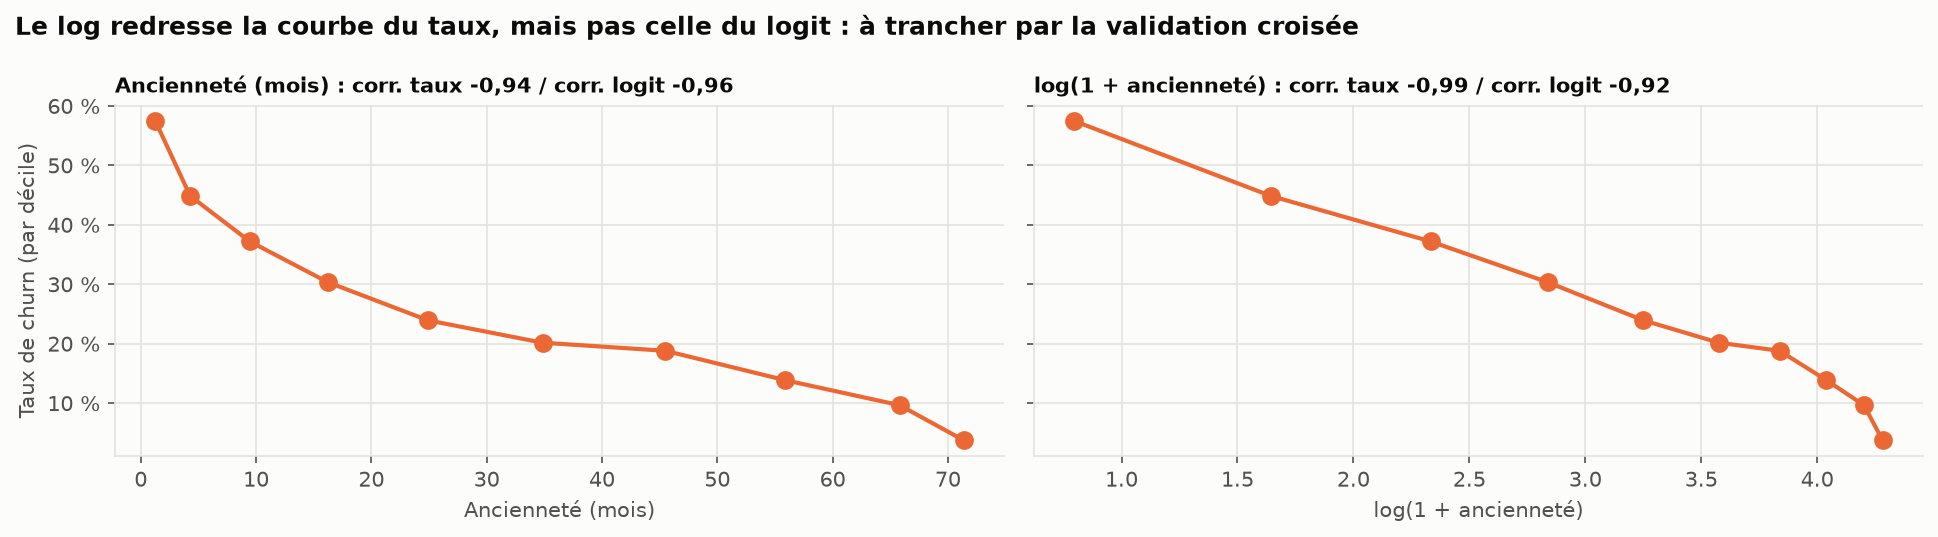 Le log redresse la courbe du taux, mais pas celle du logit : à trancher par la validation croisée
Ancienneté (mois) : corr. taux -0,94 / corr. logit -0,96
60 %
50 %
40 %
30 %
20 %
10 %
Taux de churn (par décile)
0 10 20 30 40 50 60 70
Ancienneté (mois)
log(1 + ancienneté) : corr. taux -0,99 / corr. logit -0,92
1.0 1.5 2.0 2.5 3.0 3.5 4.0
log(1 + ancienneté)